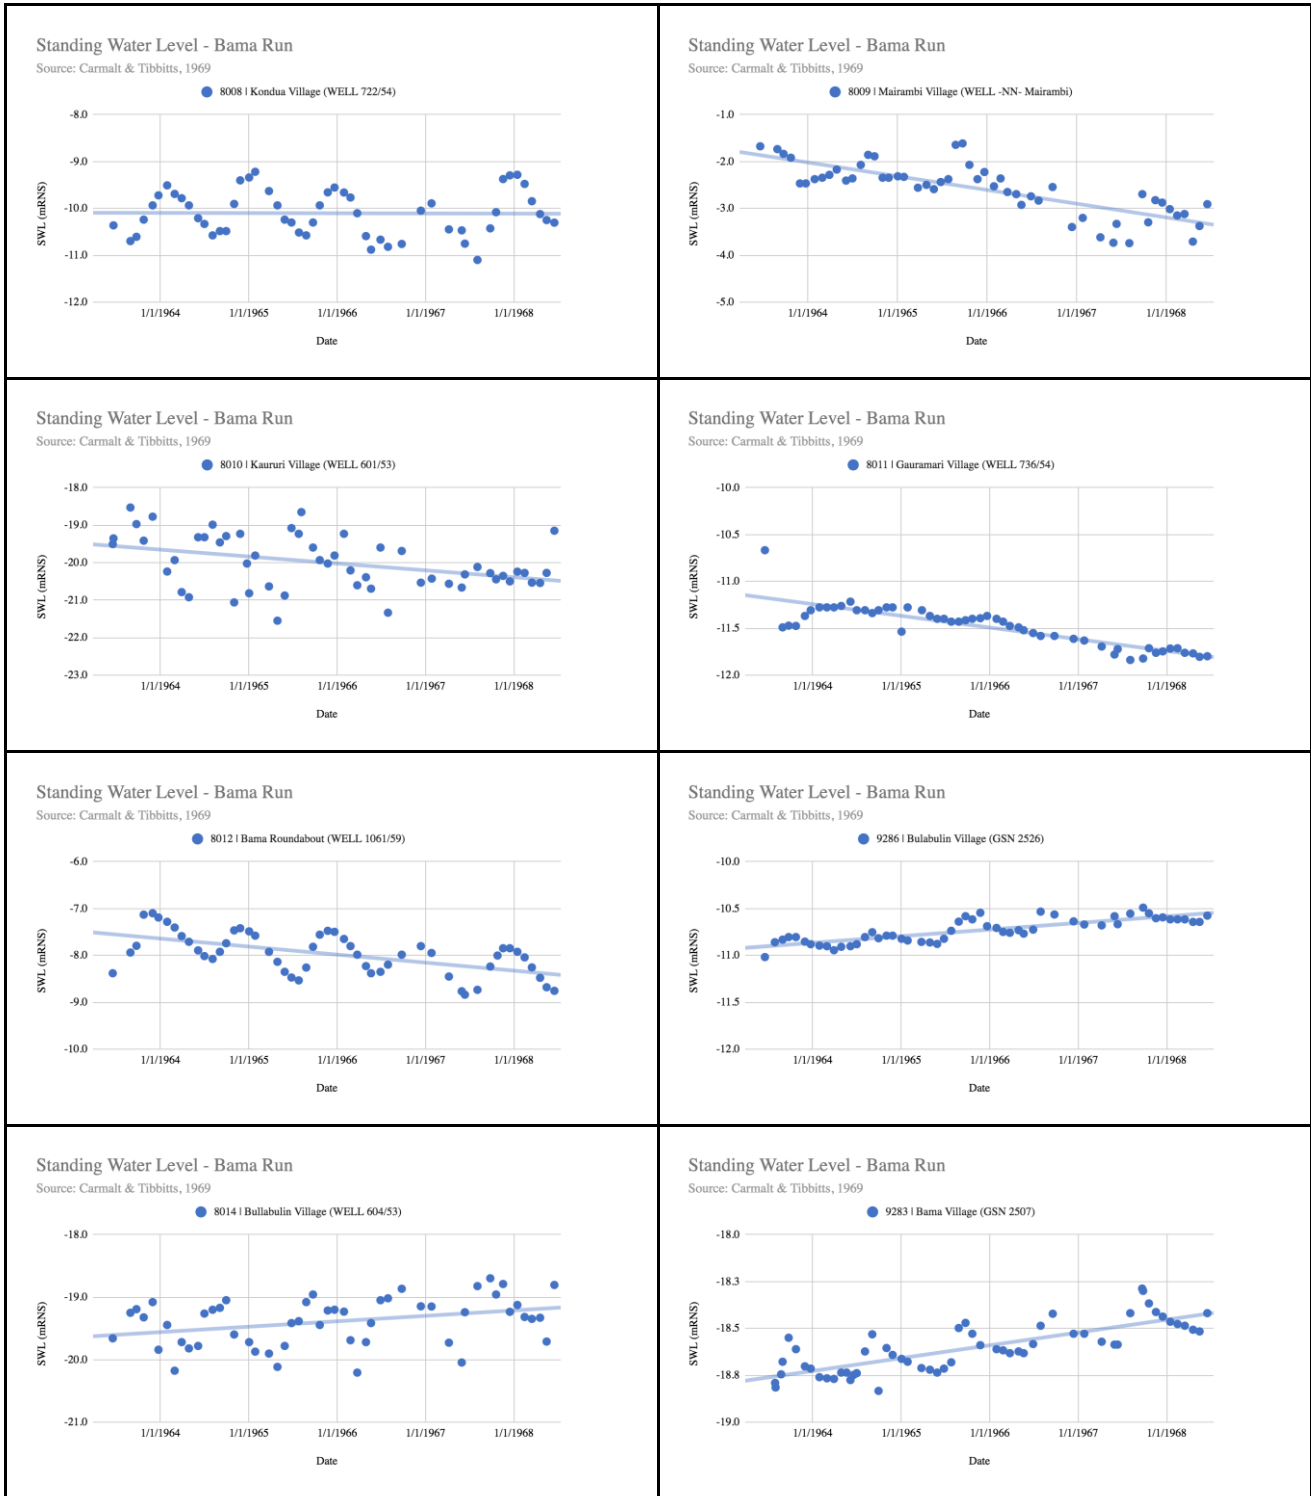 Standing Water Level - Bama Run
Source: Carmalt & Tibbitts, 1969
8008 | Kondua Village (WELL 722/54)
-8.0
-9.0
-10.0
-11.0
-12.0
SWL (mRNS)
1/1/1964 1/1/1965 1/1/1966 1/1/1967 1/1/1968
Date
Standing Water Level - Bama Run
Source: Carmalt & Tibbitts, 1969
8009 | Mairambi Village (WELL -NN- Mairambi)
-1.0
-2.0
-3.0
-4.0
-5.0
SWL (mRNS)
1/1/1964 1/1/1965 1/1/1966 1/1/1967 1/1/1968
Date
Standing Water Level - Bama Run
Source: Carmalt & Tibbitts, 1969
8010 | Kaururi Village (WELL 601/53)
-18.0
-19.0
-20.0
-21.0
-22.0
-23.0
SWL (mRNS)
1/1/1964 1/1/1965 1/1/1966 1/1/1967 1/1/1968
Date
Standing Water Level - Bama Run
Source: Carmalt & Tibbitts, 1969
8011 | Gauramari Village (WELL 736/54)
-10.0
-10.5
-11.0
-11.5
-12.0
SWL (mRNS)
1/1/1964 1/1/1965 1/1/1966 1/1/1967 1/1/1968
Date
Standing Water Level - Bama Run
Source: Carmalt & Tibbitts, 1969
8012 | Bama Roundabout (WELL 1061/59)
-6.0
-7.0
-8.0
-9.0
-10.0
SWL (mRNS)
1/1/1964 1/1/1965 1/1/1966 1/1/1967 1/1/1968
Date
Standing Water Level - Bama Run
Source: Carmalt & Tibbitts, 1969
9286 | Bulabulin Village (GSN 2526)
-10.0
-10.5
-11.0
-11.5
-12.0
SWL (mRNS)
1/1/1964 1/1/1965 1/1/1966 1/1/1967 1/1/1968
Date
Standing Water Level - Bama Run
Source: Carmalt & Tibbitts, 1969
8014 | Bullabulin Village (WELL 604/53)
-18.0
-19.0
-20.0
-21.0
SWL (mRNS)
1/1/1964 1/1/1965 1/1/1966 1/1/1967 1/1/1968
Date
Standing Water Level - Bama Run
Source: Carmalt & Tibbitts, 1969
9283 | Bama Village (GSN 2507)
-18.0
-18.3
-18.5
-18.8
-19.0
SWL (mRNS)
1/1/1964 1/1/1965 1/1/1966 1/1/1967 1/1/1968
Date